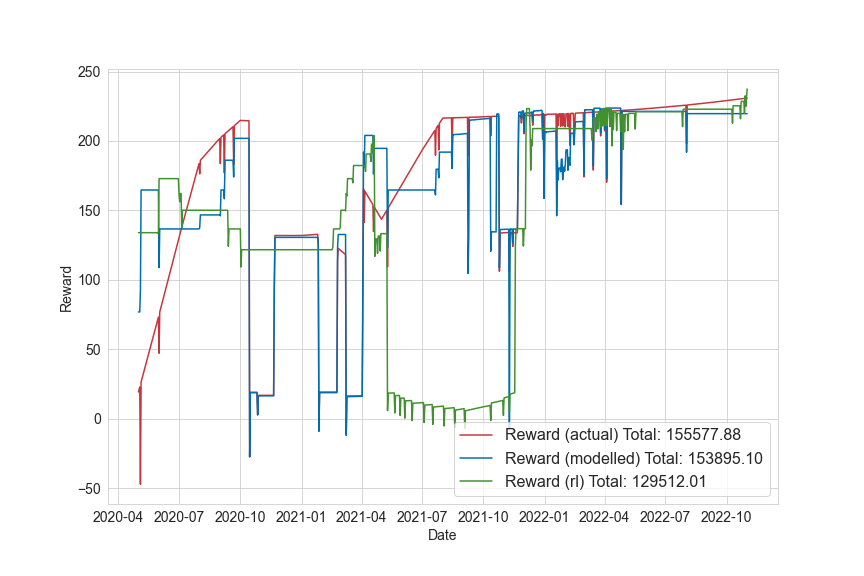 250
200
150
100
50
0
−50
Reward
Reward (actual) Total: 155577.88
Reward (modelled) Total: 153895.10
Reward (rl) Total: 129512.01
2020-04 2020-07 2020-10 2021-01 2021-04 2021-07 2021-10 2022-01 2022-04 2022-07 2022-10
Date